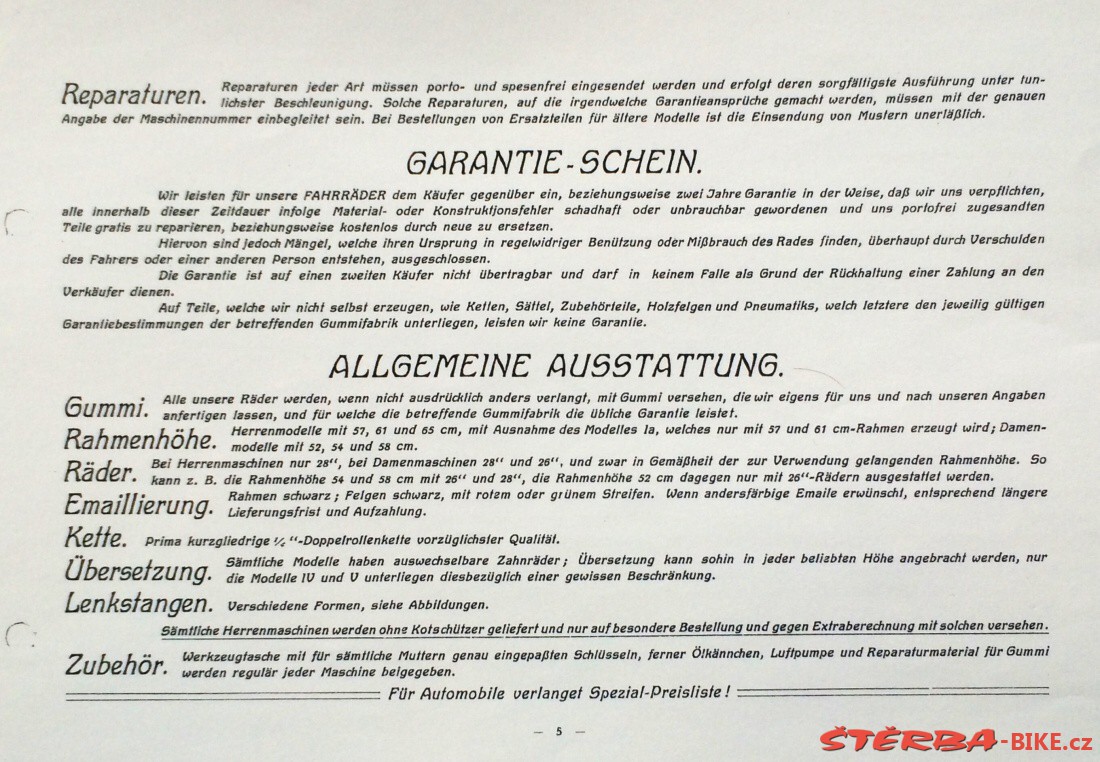 Reparaturen. Reparaturen jeder Art müssen porto- und spesenfrei eingesendet werden und erfolgt deren sorgfältigste Ausführung unter tun-
lichster Beschleunigung. Solche Reparaturen, auf die irgendwelche Garantieansprüche gemacht werden, müssen mit der genauen
Angabe der Maschinennummer einbegleitet sein. Bei Bestellungen von Ersatzteilen für ältere Modelle ist die Einsendung von Mustern unerläßlich.
GARANTIE-SCHEIN.
Wir leisten für unsere FAHRRÄDER dem Käufer gegenüber ein, beziehungsweise zwei Jahre Garantie in der Weise, daß wir uns verpflichten,
alle innerhalb dieser Zeitdauer infolge Material- oder Konstruktionsfehler schadhaft oder unbrauchbar gewordenen und uns portofrei zugesandten
Teile gratis zu reparieren, beziehungsweise kostenlos durch neue zu ersetzen.
Hiervon sind jedoch Mängel, welche ihren Ursprung in regelwidriger Benützung oder Mißbrauch des Rades finden, überhaupt durch Verschulden
des Fahrers oder einer anderen Person entstehen, ausgeschlossen.
Die Garantie ist auf einen zweiten Käufer nicht übertragbar und darf in keinem Falle als Grund der Rückhaltung einer Zahlung an den
Verkäufer dienen.
Auf Teile, welche wir nicht selbst erzeugen, wie Ketten, Sättel, Zubehörteile, Holzfelgen und Pneumatiks, welch letztere den jeweilig gültigen
Garantiebestimmungen der betreffenden Gummifabrik unterliegen, leisten wir keine Garantie.
ALLGEMEINE AUSSTATTUNG.
Gummi. Alle unsere Räder werden, wenn nicht ausdrücklich anders verlangt, mit Gummi versehen, die wir eigens für uns und nach unseren Angaben
anfertigen lassen, und für welche die betreffende Gummifabrik die übliche Garantie leistet.
Rahmenhöhe. Herrenmodelle mit 57, 61 und 65 cm, mit Ausnahme des Modelles Ia, welches nur mit 57 und 61 cm-Rahmen erzeugt wird; Damen-
modelle mit 52, 54 und 58 cm.
Räder. Bei Herrenmaschinen nur 28", bei Damenmaschinen 28" und 26", und zwar in Gemäßheit der zur Verwendung gelangenden Rahmenhöhe. So
kann z. B. die Rahmenhöhe 54 und 58 cm mit 26" und 28", die Rahmenhöhe 52 cm dagegen nur mit 26"-Rädern ausgestattet werden.
Emaillierung. Rahmen schwarz; Felgen schwarz, mit rotem oder grünem Streifen. Wenn andersfärbige Emaile erwünscht, entsprechend längere
Lieferungsfrist und Aufzahlung.
Kette. Prima kurzgliedrige ½"-Doppelrollenkette vorzüglichster Qualität.
Übersetzung. Sämtliche Modelle haben auswechselbare Zahnräder; Übersetzung kann sohin in jeder beliebten Höhe angebracht werden, nur
die Modelle IV und V unterliegen diesbezüglich einer gewissen Beschränkung.
Lenkstangen. Verschiedene Formen, siehe Abbildungen.
Sämtliche Herrenmaschinen werden ohne Kotschützer geliefert und nur auf besondere Bestellung und gegen Extraberechnung mit solchen versehen.
Zubehör. Werkzeugtasche mit für sämtliche Muttern genau eingepaßten Schlüsseln, ferner Ölkännchen, Luftpumpe und Reparaturmaterial für Gummi
werden regulär jeder Maschine beigegeben.
Für Automobile verlanget Spezial-Preisliste!
— 5 —
ŠTĚRBA-BIKE.cz